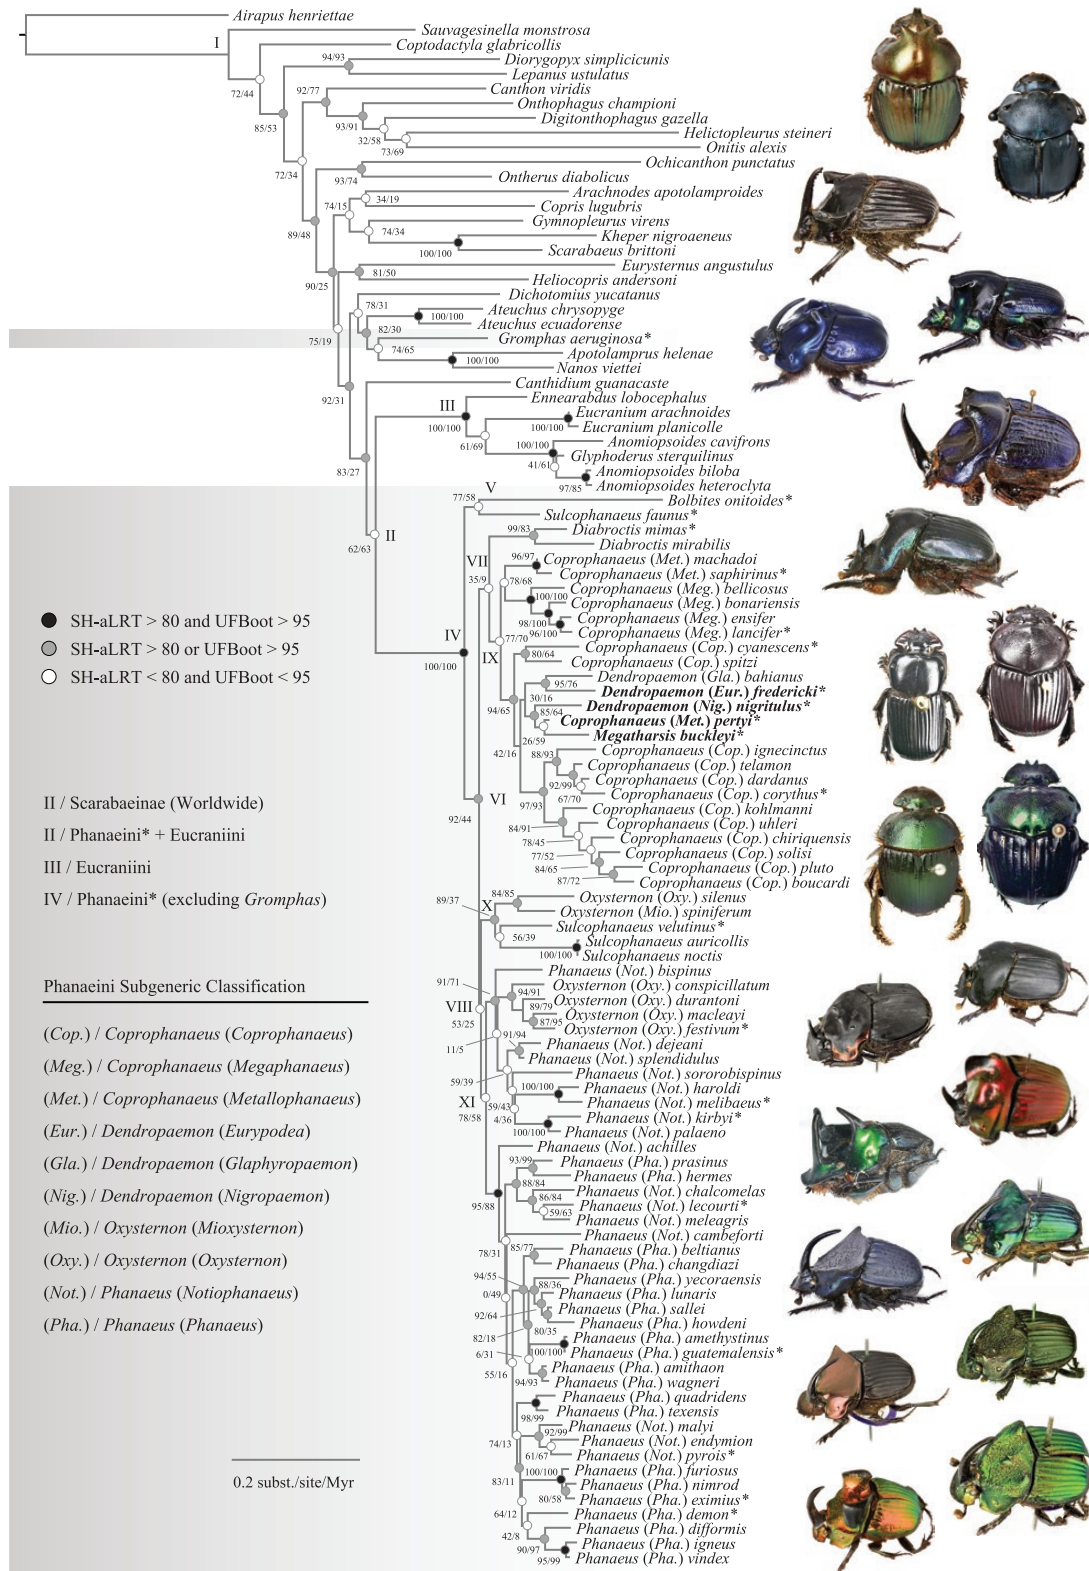 Airapus henriettae
I
Sauvagesinella monstrosa
Coptodactyla glabricollis
72/44
94/93
Diorygopyx simplicicunis
Lepanus ustulatus
85/53
92/77
Canthon viridis
Onthophagus championi
93/91
Digitonthophagus gazella
32/58
Helictopleurus steineri
73/69
Onitis alexis
72/34
Ochicanthon punctatus
93/74
Ontherus diabolicus
89/48
Arachnodes apotolamproides
34/19
74/15
Copris lugubris
Gymnopleurus virens
74/34
Kheper nigroaeneus
100/100
Scarabaeus brittoni
90/25
Eurysternus angustulus
81/50
Heliocopris andersoni
Dichotomius yucatanus
78/31
Ateuchus chrysopyge
100/100
Ateuchus ecuadorense
82/30
75/19
Gromphas aeruginosa*
74/65
Apotolamprus helenae
100/100
Nanos viettei
92/31
Canthidium guanacaste
III
Ennearabdus lobocephalus
100/100
Eucranium arachnoides
100/100
Eucranium planicolle
61/69
Anomiopsoides cavifrons
100/100
Glyphoderus sterquilinus
41/61
Anomiopsoides biloba
97/85
Anomiopsoides heteroclyta
83/27
V
77/58
Bolbites onitoides*
Sulcophanaeus faunus*
II
62/63
99/83
Diabroctis mimas*
Diabroctis mirabilis
VII
35/9
96/97
Coprophanaeus (Met.) machadoi
Coprophanaeus (Met.) saphirinus*
78/68
Coprophanaeus (Meg.) bellicosus
100/100
Coprophanaeus (Meg.) bonariensis
98/100
Coprophanaeus (Meg.) ensifer
96/100
Coprophanaeus (Meg.) lancifer*
SH-aLRT > 80 and UFBoot > 95
SH-aLRT > 80 or UFBoot > 95
SH-aLRT < 80 and UFBoot < 95
IV
100/100
77/70
IX
80/64
Coprophanaeus (Cop.) cyanescens*
Coprophanaeus (Cop.) spitzi
Dendropaemon (Gla.) bahianus
95/76
Dendropaemon (Eur.) fredericki*
30/16
94/65
Dendropaemon (Nig.) nigritulus*
85/64
Coprophanaeus (Met.) pertyi*
26/59
Megatharsis buckleyi*
42/16
Coprophanaeus (Cop.) ignecinctus
88/93
Coprophanaeus (Cop.) telamon
92/99
Coprophanaeus (Cop.) dardanus
67/70
Coprophanaeus (Cop.) corythus*
97/93
VI
92/44
Coprophanaeus (Cop.) kohlmanni
84/91
Coprophanaeus (Cop.) uhleri
78/45
Coprophanaeus (Cop.) chiriquensis
77/52
Coprophanaeus (Cop.) solisi
84/65
Coprophanaeus (Cop.) pluto
87/72
Coprophanaeus (Cop.) boucardi
II / Scarabaeinae (Worldwide)
II / Phanaeini* + Eucraniini
III / Eucraniini
IV / Phanaeini* (excluding Gromphas)
84/85
Oxysternon (Oxy.) silenus
89/37
X
Oxysternon (Mio.) spiniferum
Sulcophanaeus velutinus*
56/39
Sulcophanaeus auricollis
100/100
Sulcophanaeus noctis
91/71
Phanaeus (Not.) bispinus
Oxysternon (Oxy.) conspicillatum
94/91
Oxysternon (Oxy.) durantoni
89/79
Oxysternon (Oxy.) macleayi
87/95
Oxysternon (Oxy.) festivum*
VIII
53/25
91/94
11/5
Phanaeus (Not.) dejeani
Phanaeus (Not.) splendidulus
59/39
Phanaeus (Not.) sororobispinus
100/100
Phanaeus (Not.) haroldi
59/43
Phanaeus (Not.) melibaeus*
4/36
Phanaeus (Not.) kirbyi*
100/100
Phanaeus (Not.) palaeno
XI
78/58
Phanaeus (Not.) achilles
93/99
Phanaeus (Pha.) prasinus
Phanaeus (Pha.) hermes
88/84
Phanaeus (Not.) chalcomelas
86/84
Phanaeus (Not.) lecourti*
59/63
Phanaeus (Not.) meleagris
95/88
Phanaeus (Not.) cambeforti
78/31
85/77
Phanaeus (Pha.) beltianus
Phanaeus (Pha.) changdiazi
94/55
Phanaeus (Pha.) yecoraensis
88/36
Phanaeus (Pha.) lunaris
0/49
92/64
Phanaeus (Pha.) sallei
80/35
Phanaeus (Pha.) howdeni
82/18
Phanaeus (Pha.) amethystinus
100/100
Phanaeus (Pha.) guatemalensis*
6/31
Phanaeus (Pha.) amithaon
94/93
Phanaeus (Pha.) wagneri
55/16
Phanaeus (Pha.) quadridens
98/99
Phanaeus (Pha.) texensis
74/13
Phanaeus (Not.) malyi
92/99
Phanaeus (Not.) endymion
61/67
Phanaeus (Not.) pyrois*
83/11
100/100
Phanaeus (Pha.) furiosus
Phanaeus (Pha.) nimrod
80/58
Phanaeus (Pha.) eximius*
64/12
Phanaeus (Pha.) demon*
42/8
Phanaeus (Pha.) difformis
90/97
Phanaeus (Pha.) igneus
95/99
Phanaeus (Pha.) vindex
Phanaeini Subgeneric Classification
(Cop.) / Coprophanaeus (Coprophanaeus)
(Meg.) / Coprophanaeus (Megaphanaeus)
(Met.) / Coprophanaeus (Metallophanaeus)
(Eur.) / Dendropaemon (Eurypodea)
(Gla.) / Dendropaemon (Glaphyropaemon)
(Nig.) / Dendropaemon (Nigropaemon)
(Mio.) / Oxysternon (Mioxysternon)
(Oxy.) / Oxysternon (Oxysternon)
(Not.) / Phanaeus (Notiophanaeus)
(Pha.) / Phanaeus (Phanaeus)
0.2 subst./site/Myr